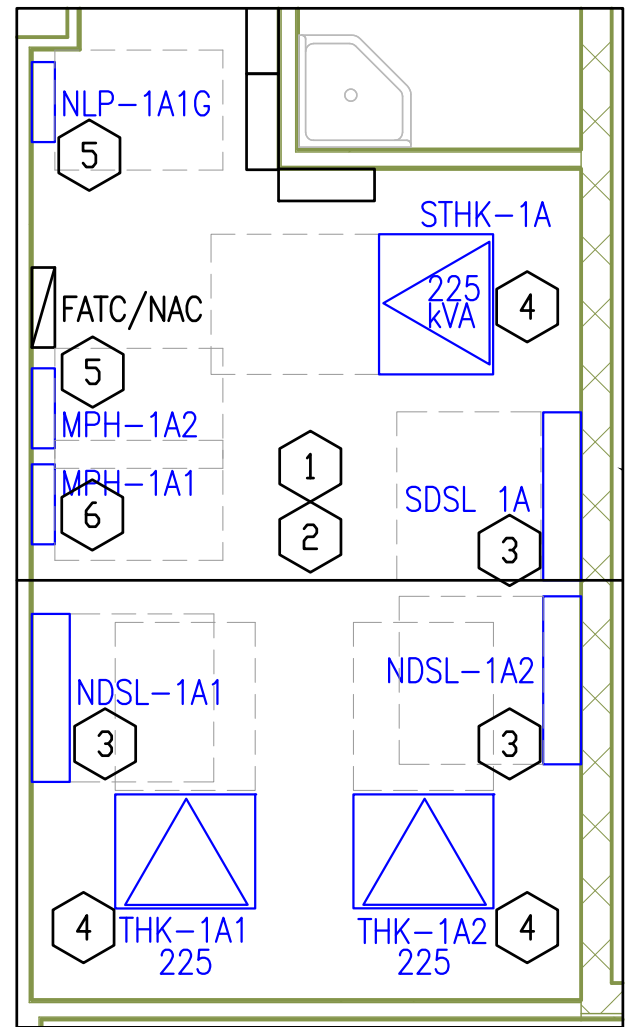 NLP-1A1G
5
STHK-1A
225
kVA
4
FATC/NAC
5
MPH-1A2
MPH-1A1
6
1
2
SDSL 1A
3
NDSL-1A1
3
NDSL-1A2
3
4
THK-1A1
225
THK-1A2
225
4